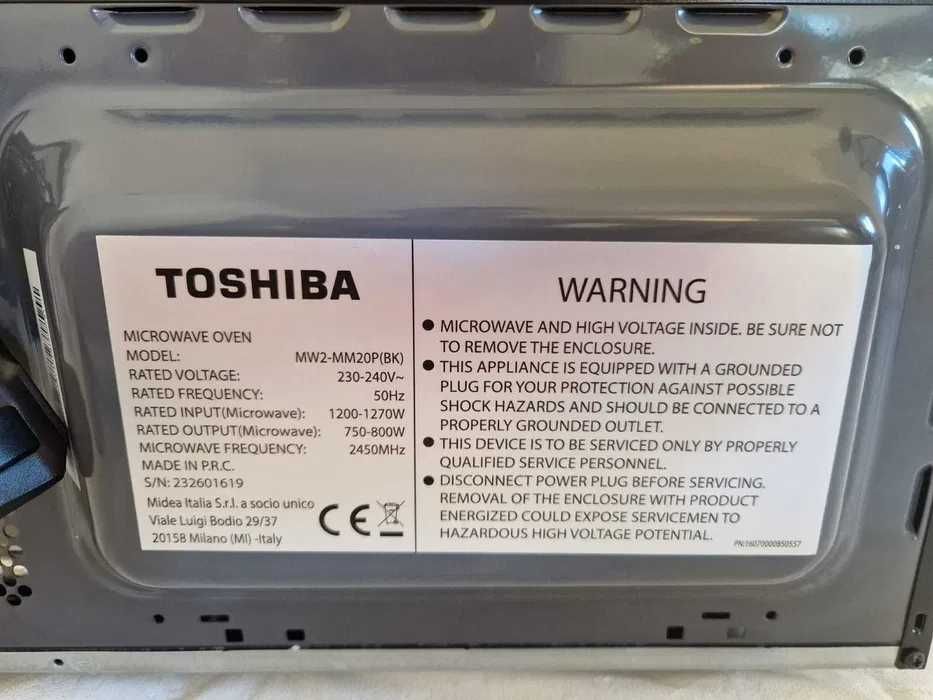 TOSHIBA
MICROWAVE OVEN
MODEL: MW2-MM20P(BK)
RATED VOLTAGE: 230-240V~
RATED FREQUENCY: 50Hz
RATED INPUT(Microwave): 1200-1270W
RATED OUTPUT(Microwave): 750-800W
MICROWAVE FREQUENCY: 2450MHz
MADE IN P.R.C.
S/N: 232601619
Midea Italia S.r.l. a socio unico
Viale Luigi Bodio 29/37
20158 Milano (MI) -Italy
CE
WARNING
● MICROWAVE AND HIGH VOLTAGE INSIDE. BE SURE NOT
TO REMOVE THE ENCLOSURE.
● THIS APPLIANCE IS EQUIPPED WITH A GROUNDED
PLUG FOR YOUR PROTECTION AGAINST POSSIBLE
SHOCK HAZARDS AND SHOULD BE CONNECTED TO A
PROPERLY GROUNDED OUTLET.
● THIS DEVICE IS TO BE SERVICED ONLY BY PROPERLY
QUALIFIED SERVICE PERSONNEL.
● DISCONNECT POWER PLUG BEFORE SERVICING.
REMOVAL OF THE ENCLOSURE WITH PRODUCT
ENERGIZED COULD EXPOSE SERVICEMEN TO
HAZARDOUS HIGH VOLTAGE POTENTIAL.
PN:16070000B50557